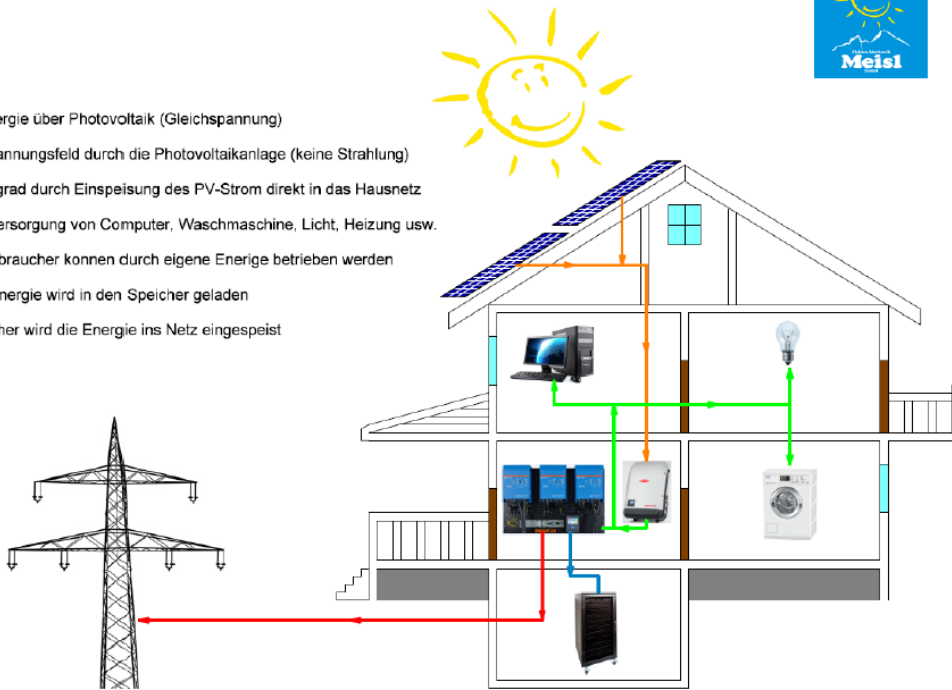 Meisl
ergie über Photovoltaik (Gleichspannung)
annungsfeld durch die Photovoltaikanlage (keine Strahlung)
grad durch Einspeisung des PV-Strom direkt in das Hausnetz
ersorgung von Computer, Waschmaschine, Licht, Heizung usw.
braucher konnen durch eigene Enerige betrieben werden
nergie wird in den Speicher geladen
her wird die Energie ins Netz eingespeist